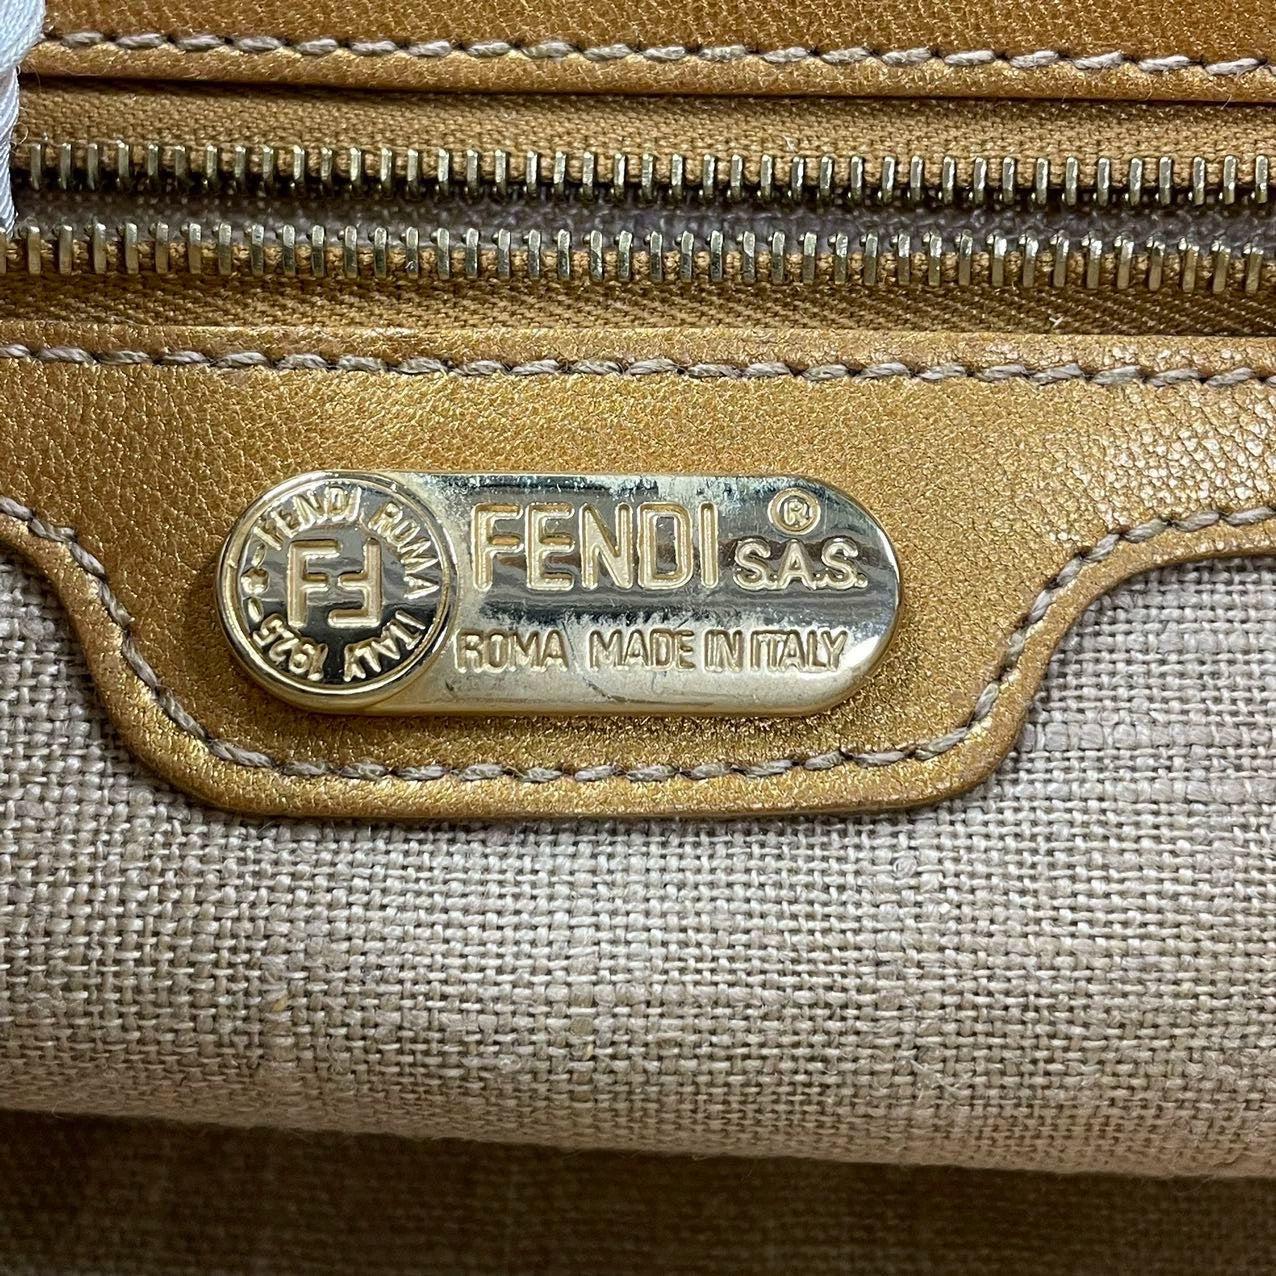 FENDI ROMA
ITALY 1925
FF
FENDI ®
S.A.S.
ROMA MADE IN ITALY